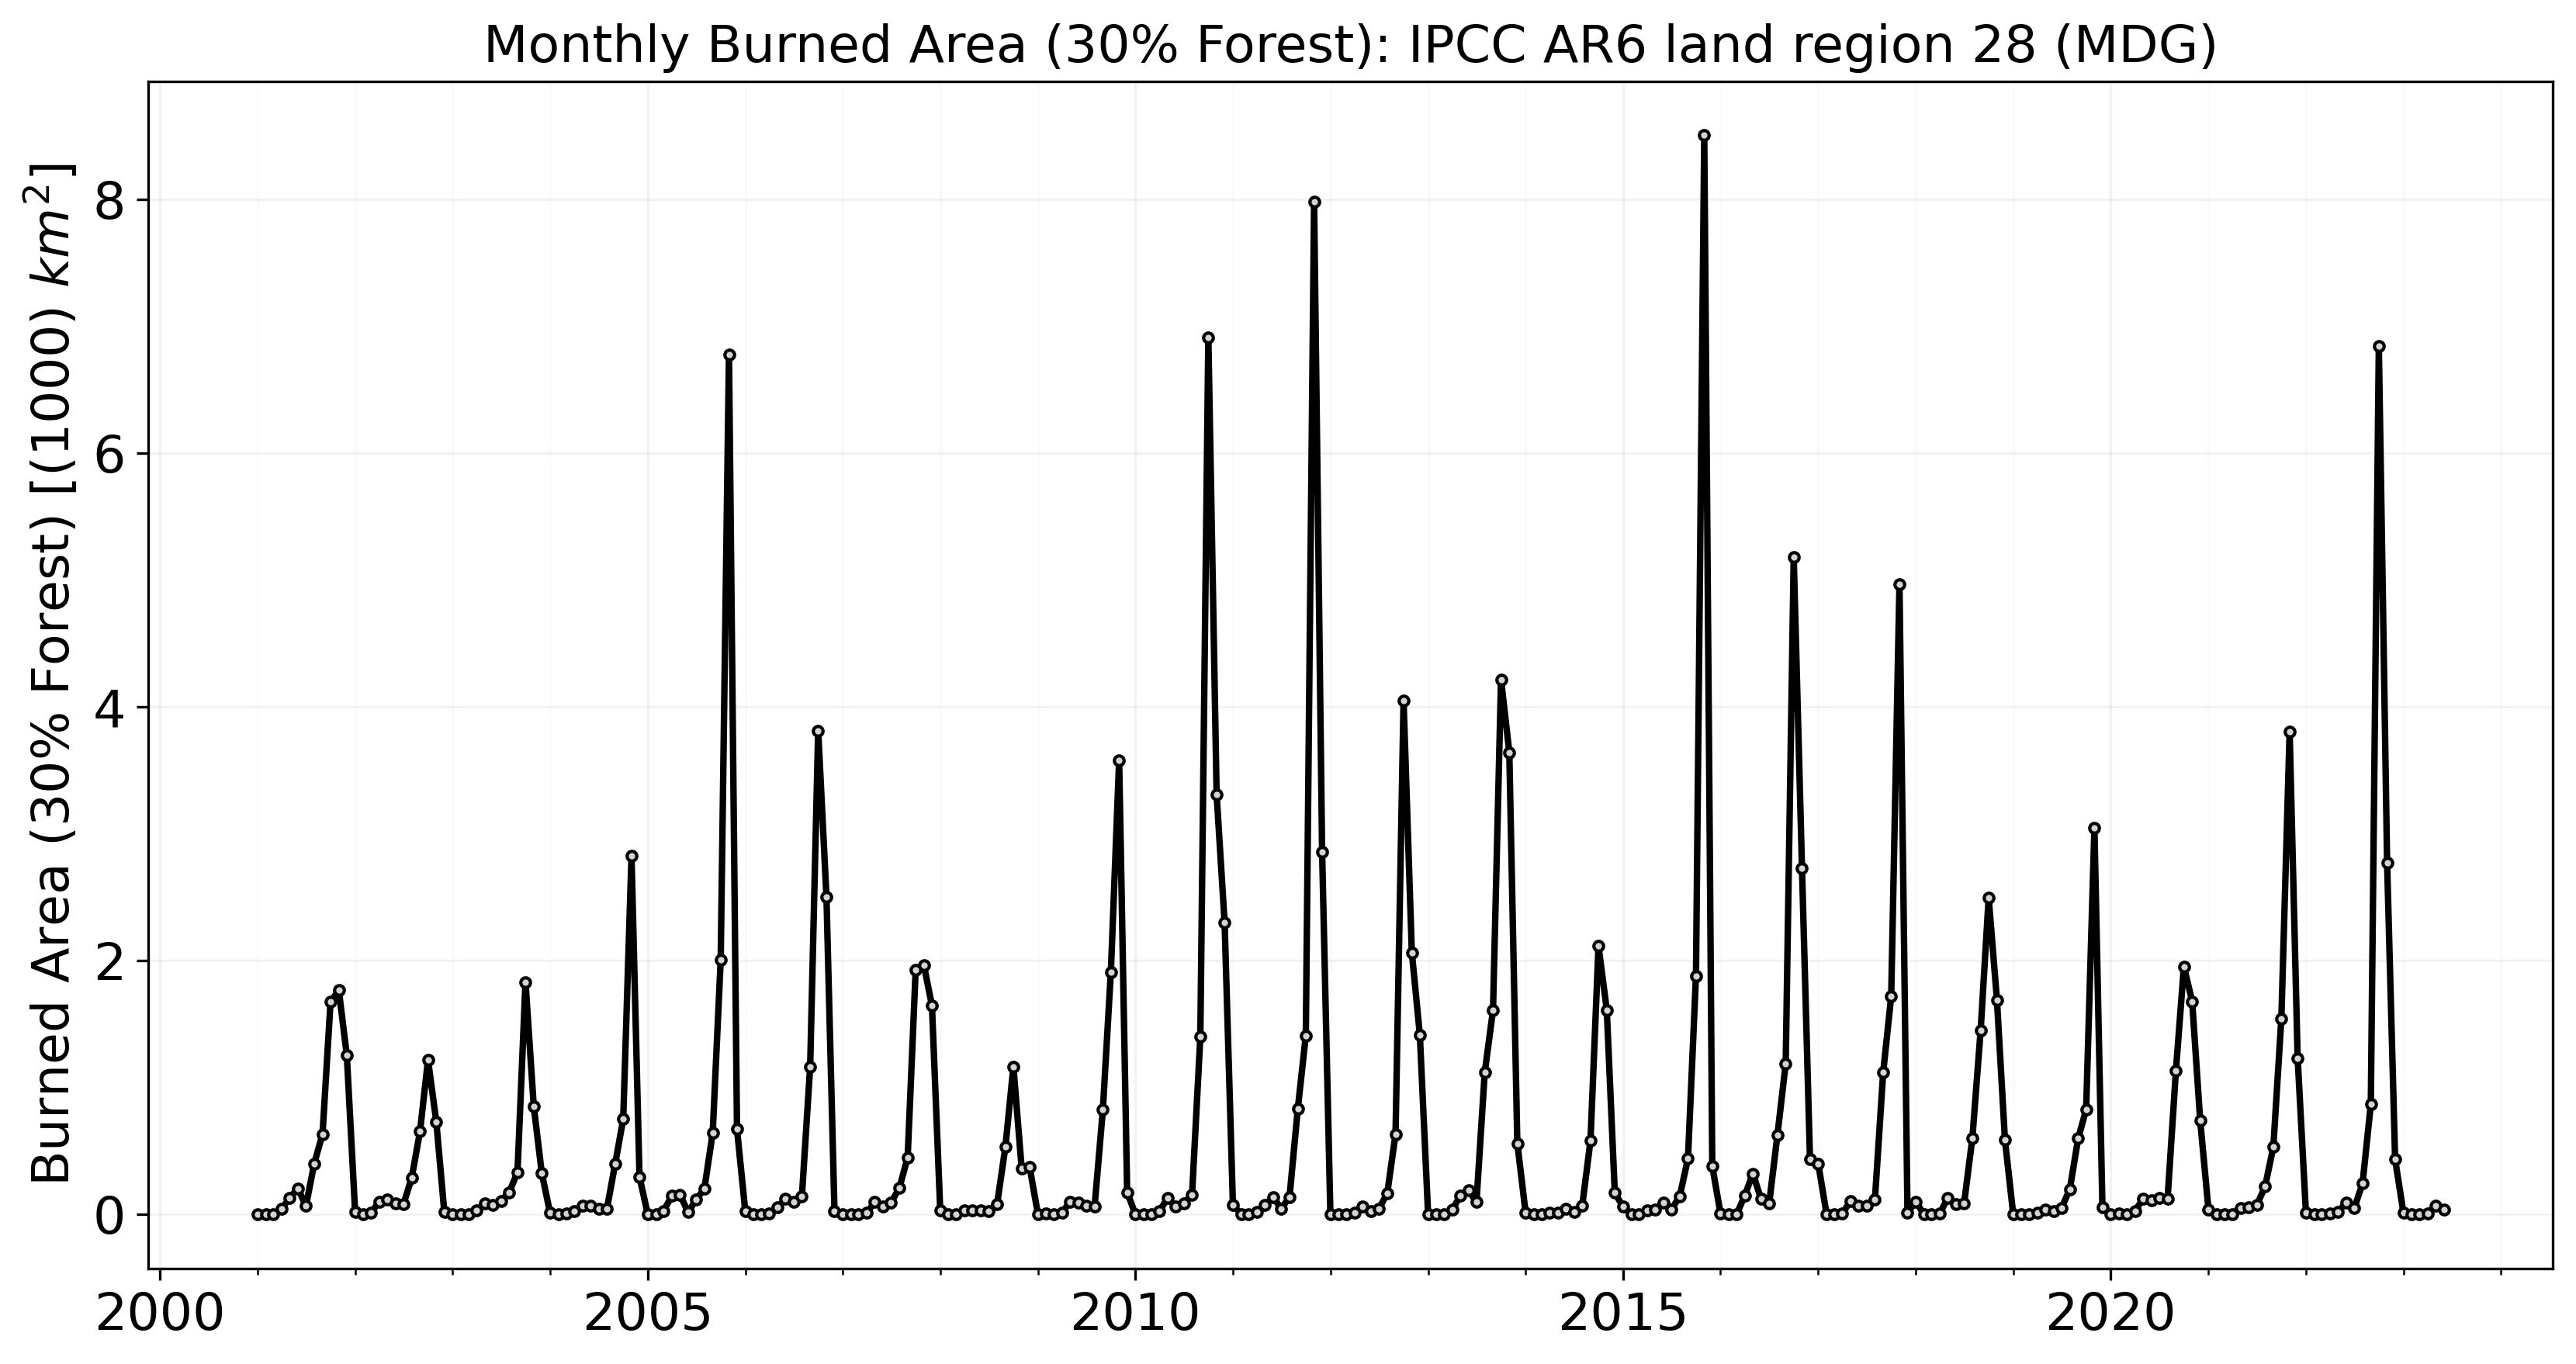 Monthly Burned Area (30% Forest): IPCC AR6 land region 28 (MDG)
Burned Area (30% Forest) [(1000) km²]
8
6
4
2
0
2000 2005 2010 2015 2020